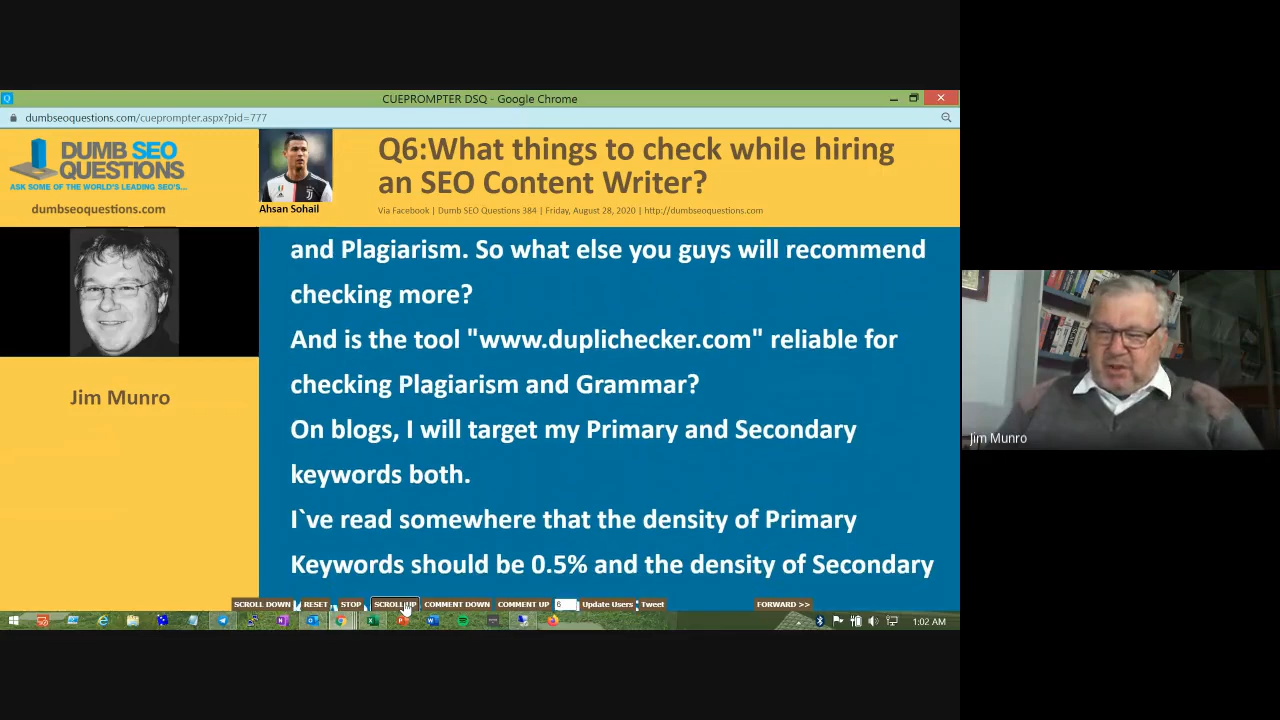 CUEPROMPTER DSQ - Google Chrome
dumbseoquestions.com/cueprompter.aspx?pid=777
DUMB SEO
QUESTIONS
ASK SOME OF THE WORLD'S LEADING SEO'S...
dumbseoquestions.com
Ahsan Sohail
Q6:What things to check while hiring
an SEO Content Writer?
Via Facebook | Dumb SEO Questions 384 | Friday, August 28, 2020 | http://dumbseoquestions.com
Jim Munro
and Plagiarism. So what else you guys will recommend
checking more?
And is the tool "www.duplichecker.com" reliable for
checking Plagiarism and Grammar?
On blogs, I will target my Primary and Secondary
keywords both.
I`ve read somewhere that the density of Primary
Keywords should be 0.5% and the density of Secondary
Jim Munro
SCROLL DOWN RESET STOP SCROLL UP COMMENT DOWN COMMENT UP 6 Update Users Tweet FORWARD >>
1:02 AM